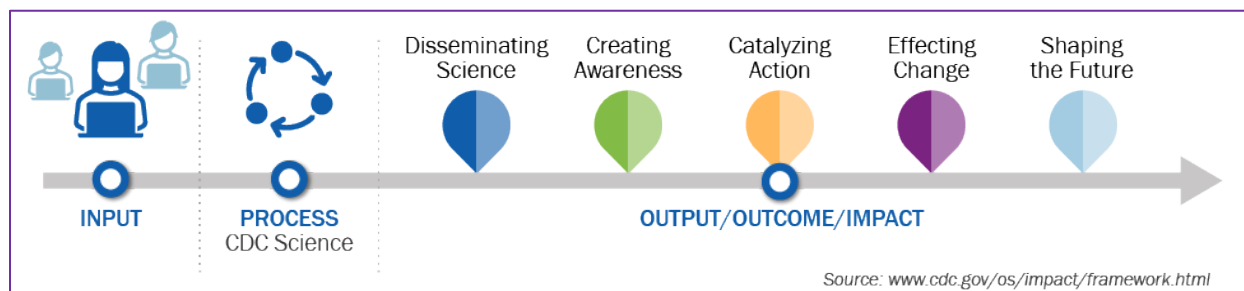 Disseminating
Science
Creating
Awareness
Catalyzing
Action
Effecting
Change
Shaping
the Future
INPUT
PROCESS
CDC Science
OUTPUT/OUTCOME/IMPACT
Source: www.cdc.gov/os/impact/framework.html